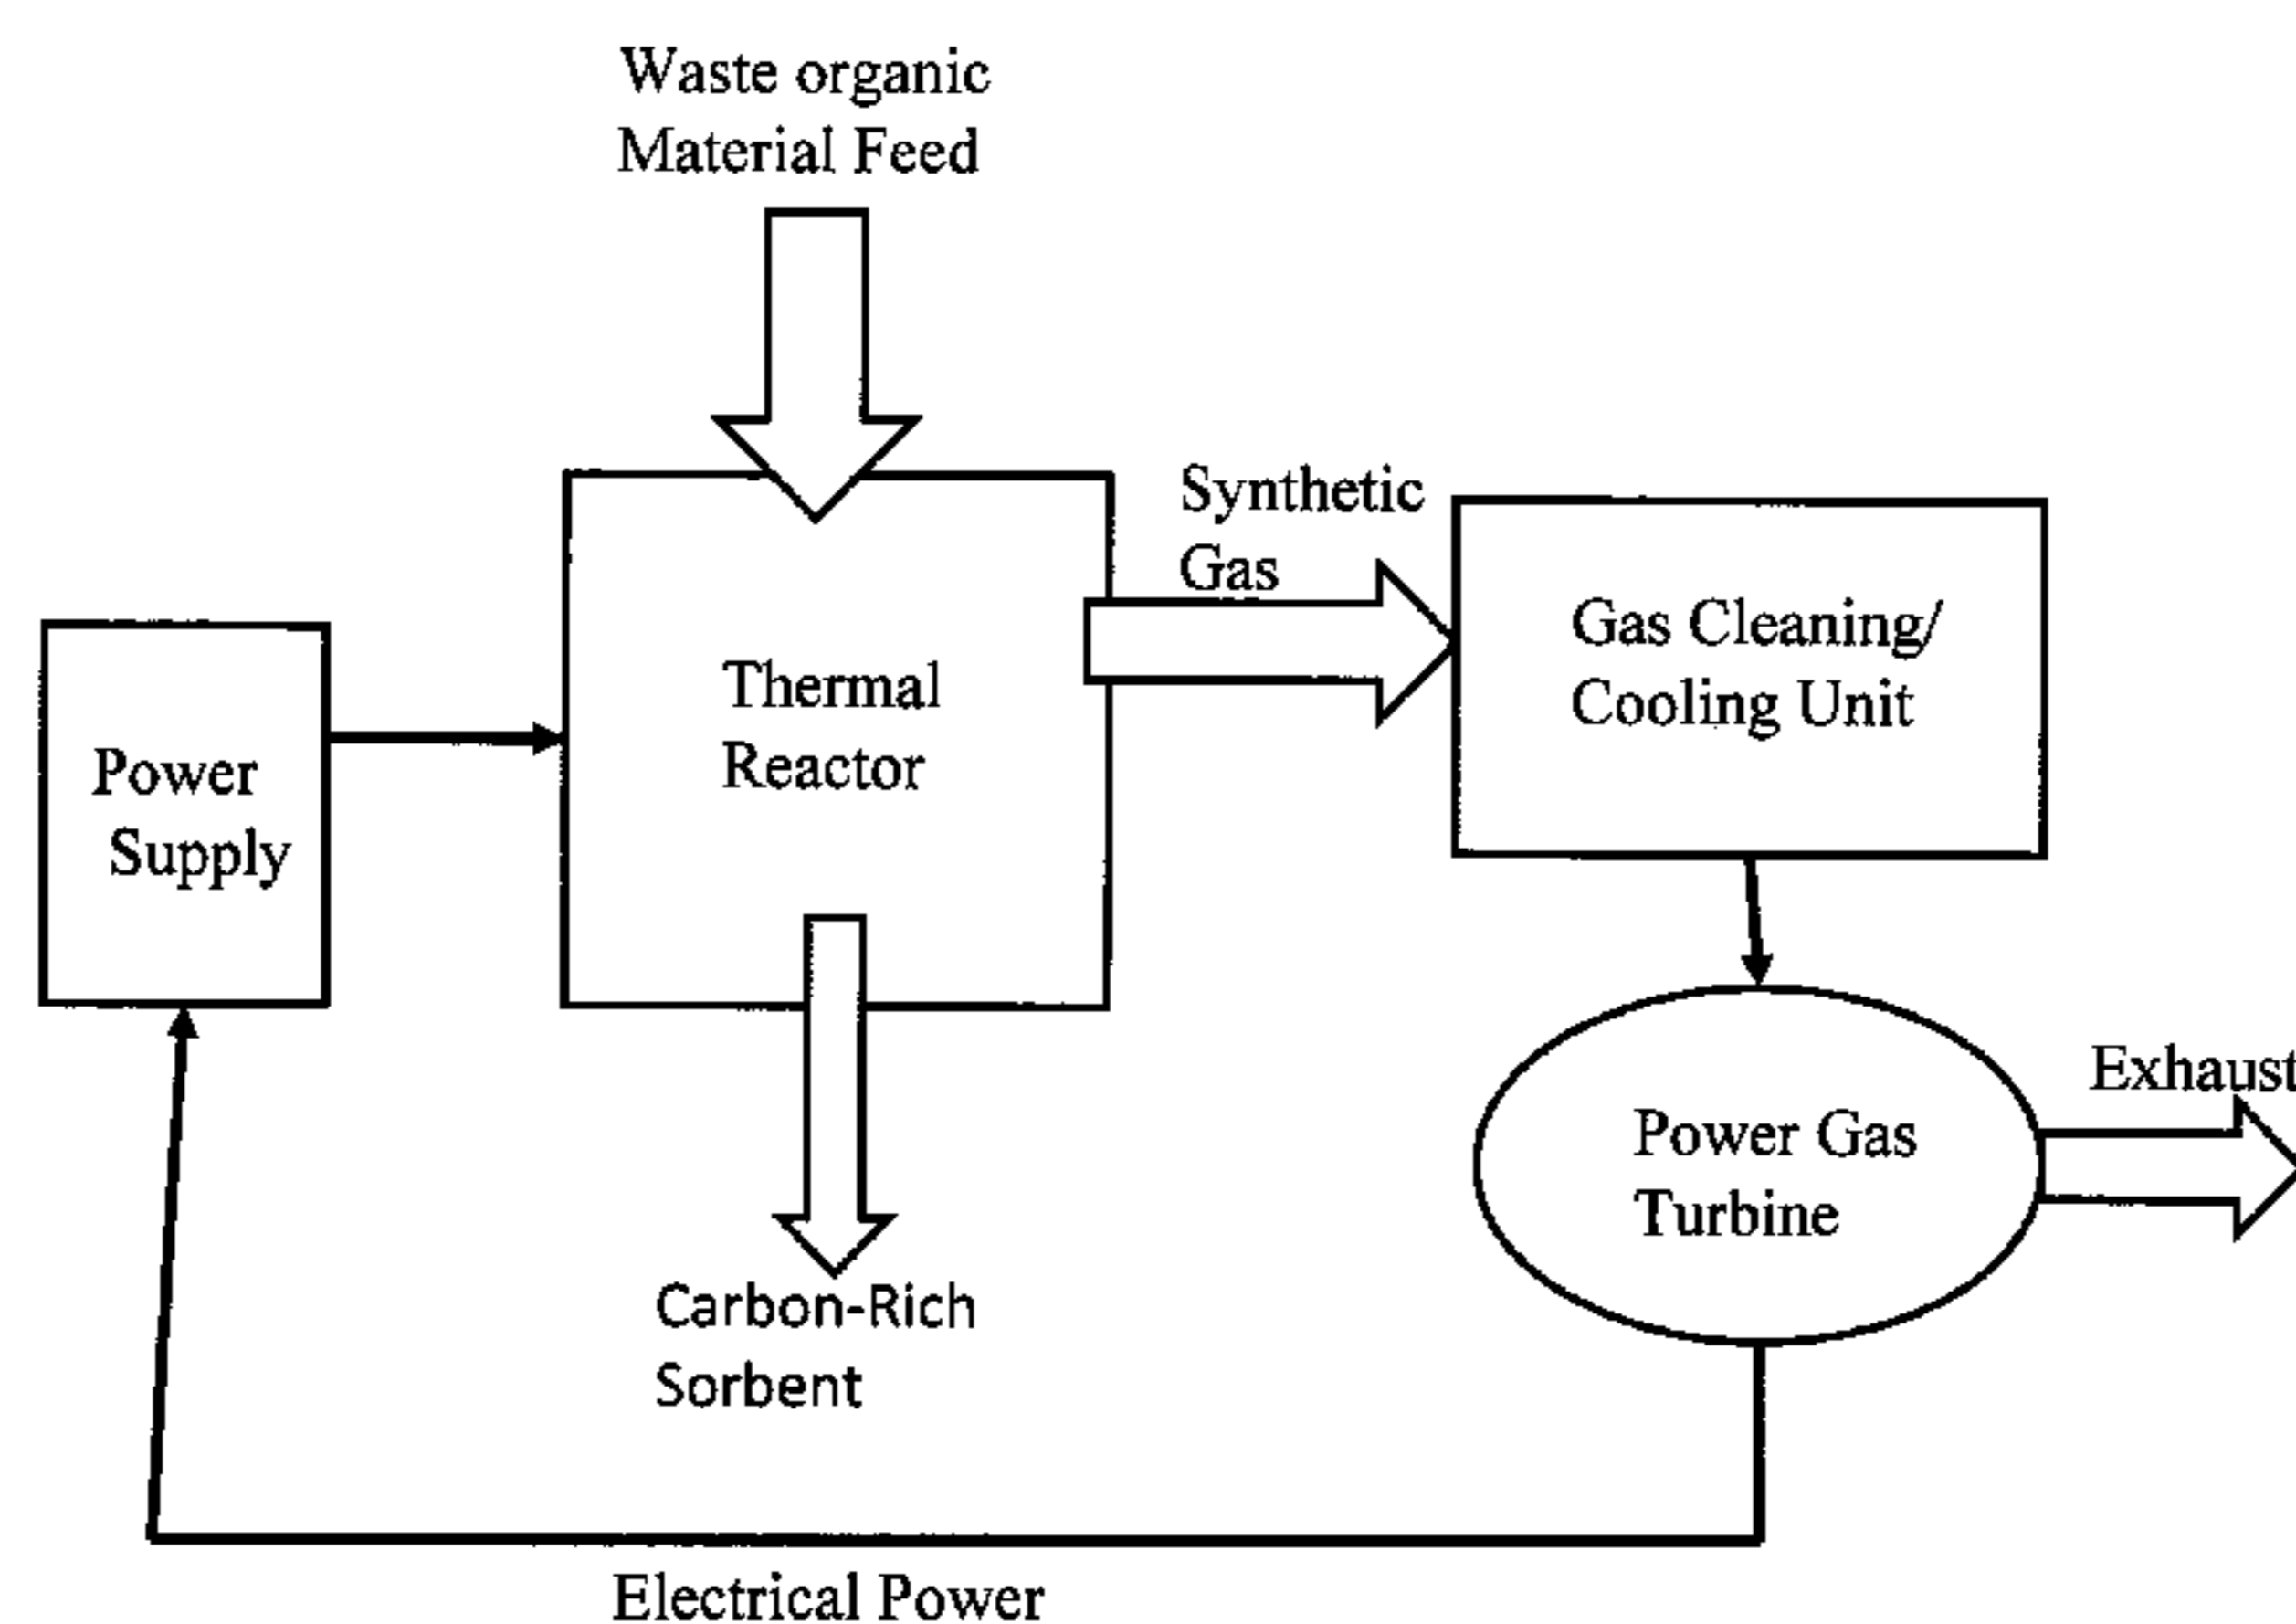 Waste organic
Material Feed
Synthetic
Gas
Gas Cleaning/
Cooling Unit
Thermal
Reactor
Power
Supply
Exhaust
Power Gas
Turbine
Carbon-Rich
Sorbent
Electrical Power